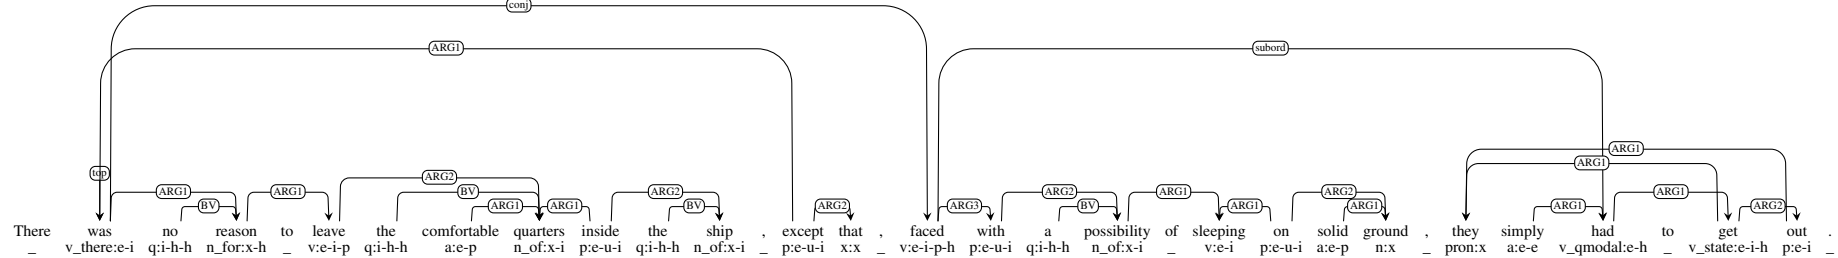 conj
ARG1 subord
ARG1
top ARG1
ARG2
ARG1 ARG1 BV ARG2 ARG2 ARG1 ARG2 ARG1
BV ARG1 ARG1 BV ARG2 ARG3 BV ARG1 ARG1 ARG1 ARG2
There was no reason to leave the comfortable quarters inside the ship , except that , faced with a possibility of sleeping on solid ground , they simply had to get out .
_ v_there:e-i q:i-h-h n_for:x-h _ v:e-i-p q:i-h-h a:e-p n_of:x-i p:e-u-i q:i-h-h n_of:x-i _ p:e-u-i x:x _ v:e-i-p-h p:e-u-i q:i-h-h n_of:x-i _ v:e-i p:e-u-i a:e-p n:x _ pron:x a:e-e v_qmodal:e-h _ v_state:e-i-h p:e-i _